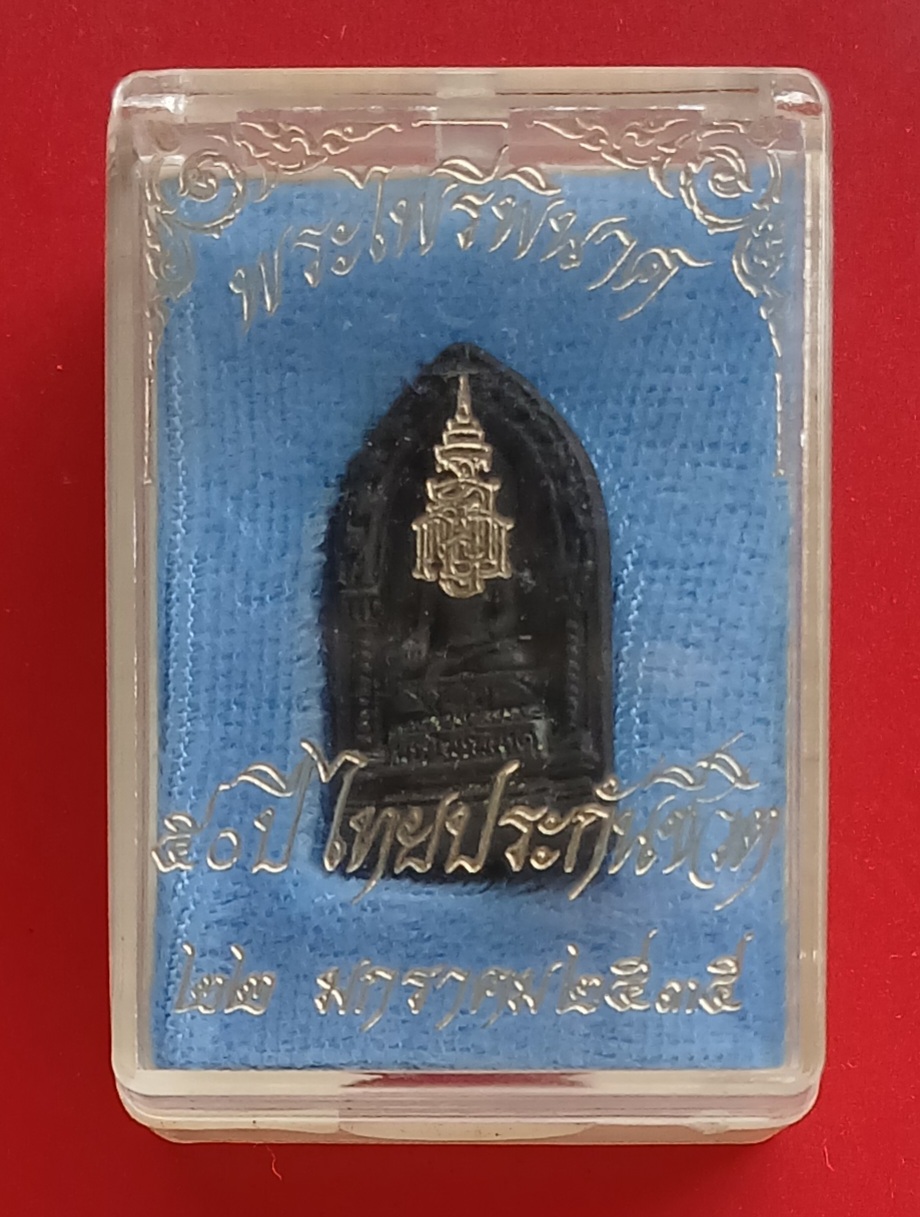 พระไพรีพินาศ
๕๐ ปี ไทยประกันชีวิต
๒๒ มกราคม ๒๕๓๕